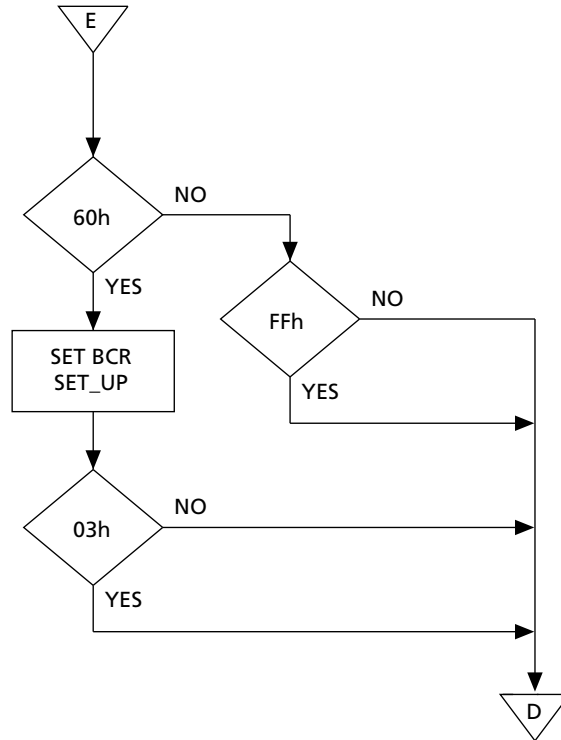 E
60h
NO
YES
FFh
NO
YES
SET BCR
SET_UP
03h
NO
YES
D